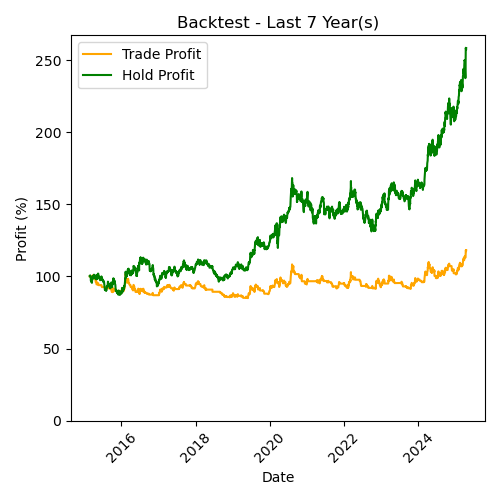 Backtest - Last 7 Year(s)
Trade Profit
Hold Profit
250
200
150
100
50
0
Profit (%)
2016
2018
2020
2022
2024
Date